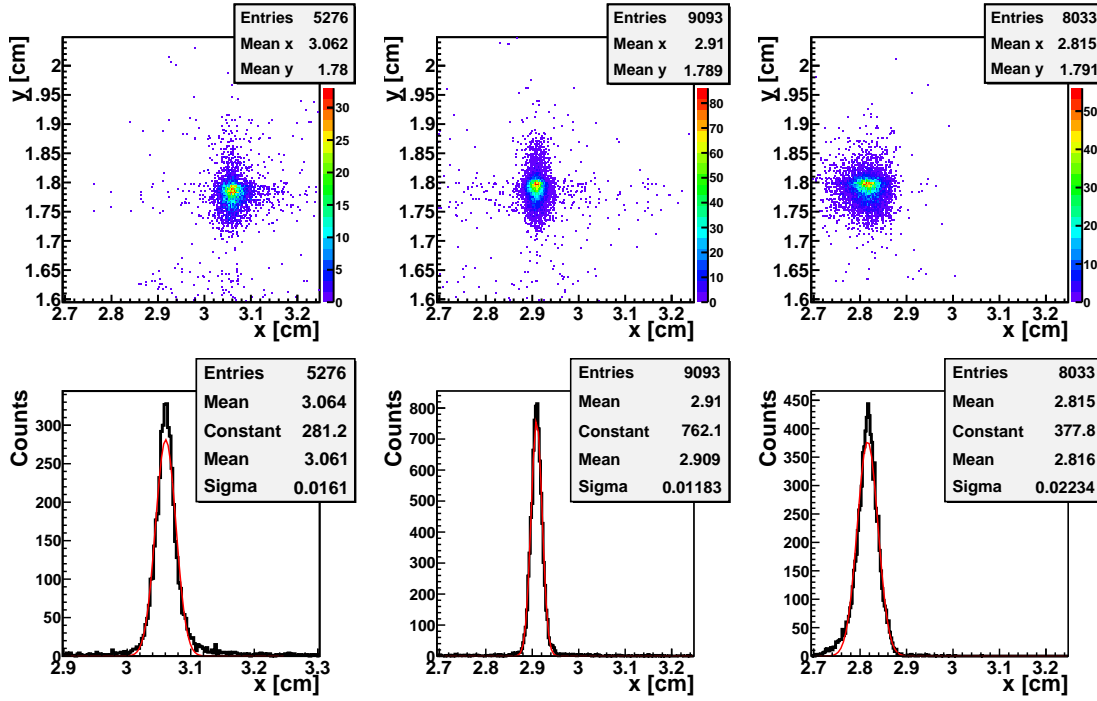 Entries 5276
Mean x 3.062
Mean y 1.78
y [cm]
2
1.95
1.9
1.85
1.8
1.75
1.7
1.65
1.6
2.7 2.8 2.9 3 3.1 3.2
x [cm]
30
25
20
15
10
5
0
Entries 9093
Mean x 2.91
Mean y 1.789
y [cm]
2
1.95
1.9
1.85
1.8
1.75
1.7
1.65
1.6
2.7 2.8 2.9 3 3.1 3.2
x [cm]
80
70
60
50
40
30
20
10
0
Entries 8033
Mean x 2.815
Mean y 1.791
y [cm]
2
1.95
1.9
1.85
1.8
1.75
1.7
1.65
1.6
2.7 2.8 2.9 3 3.1 3.2
x [cm]
50
40
30
20
10
0
Entries 5276
Mean 3.064
Constant 281.2
Mean 3.061
Sigma 0.0161
Counts
300
250
200
150
100
50
0
2.9 3 3.1 3.2 3.3
x [cm]
Entries 9093
Mean 2.91
Constant 762.1
Mean 2.909
Sigma 0.01183
Counts
800
700
600
500
400
300
200
100
0
2.7 2.8 2.9 3 3.1 3.2
x [cm]
Entries 8033
Mean 2.815
Constant 377.8
Mean 2.816
Sigma 0.02234
Counts
450
400
350
300
250
200
150
100
50
0
2.7 2.8 2.9 3 3.1 3.2
x [cm]